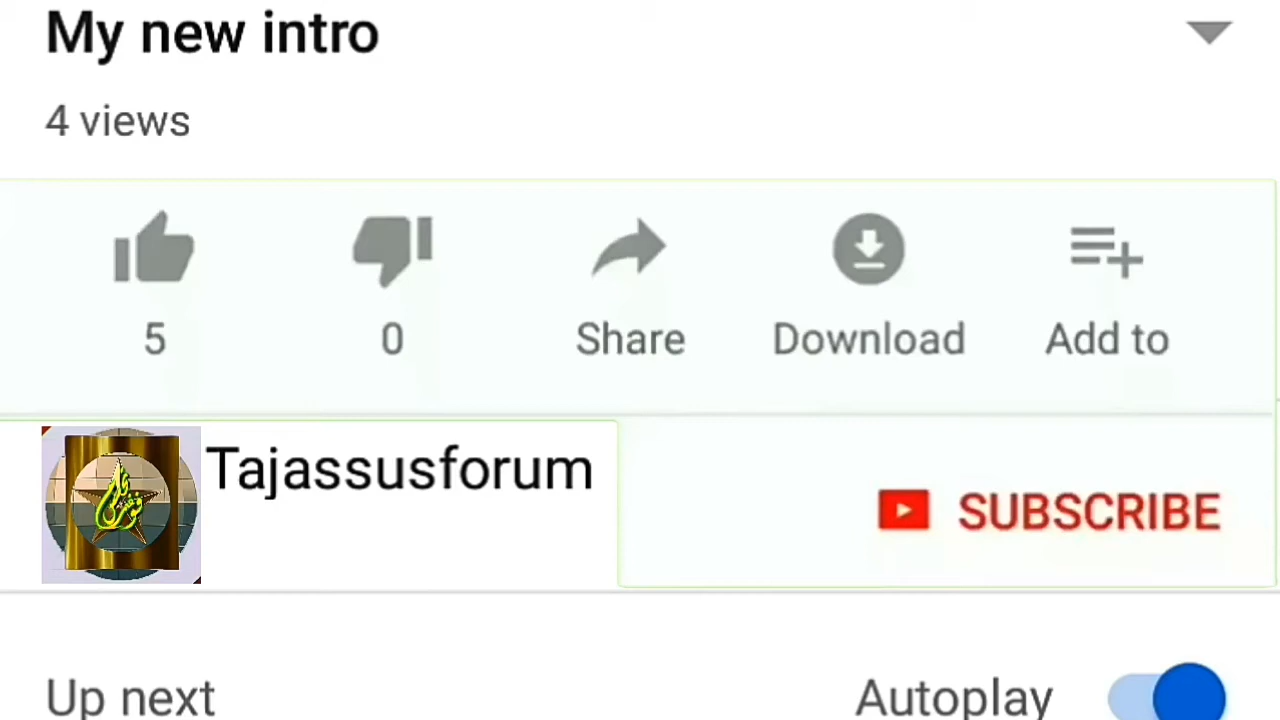 My new intro
4 views
5
0
Share
Download
Add to
Tajassusforum
SUBSCRIBE
Up next
Autoplay